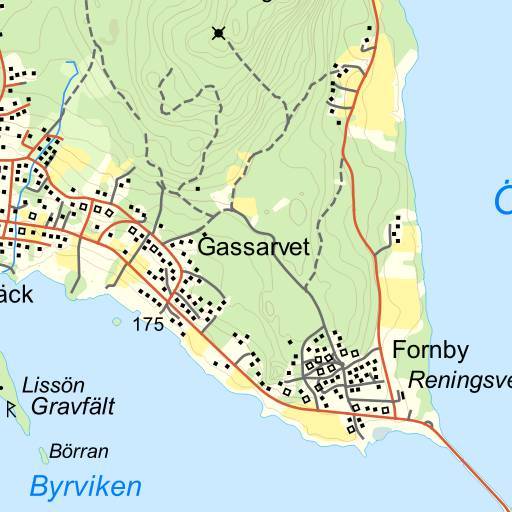 Ö
Gassarvet
äck
175
Fornby
Reningsve
Lissön
Gravfält
Börran
Byrviken